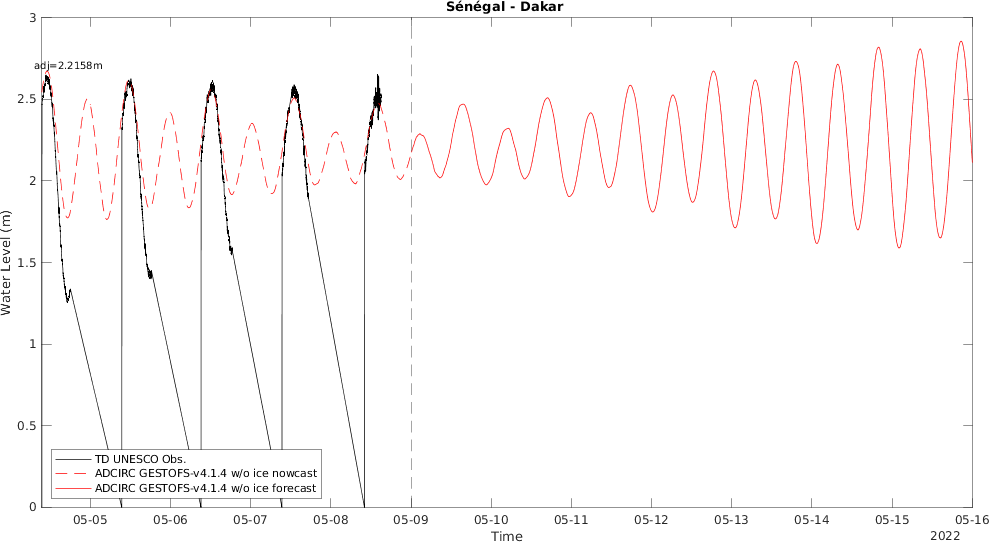 Sénégal - Dakar
3
adj=2.2158m
2.5
2
1.5
1
0.5
0
Water Level (m)
TD UNESCO Obs.
ADCIRC GESTOFS-v4.1.4 w/o ice nowcast
ADCIRC GESTOFS-v4.1.4 w/o ice forecast
05-05 05-06 05-07 05-08 05-09 05-10 05-11 05-12 05-13 05-14 05-15 05-16
Time
2022